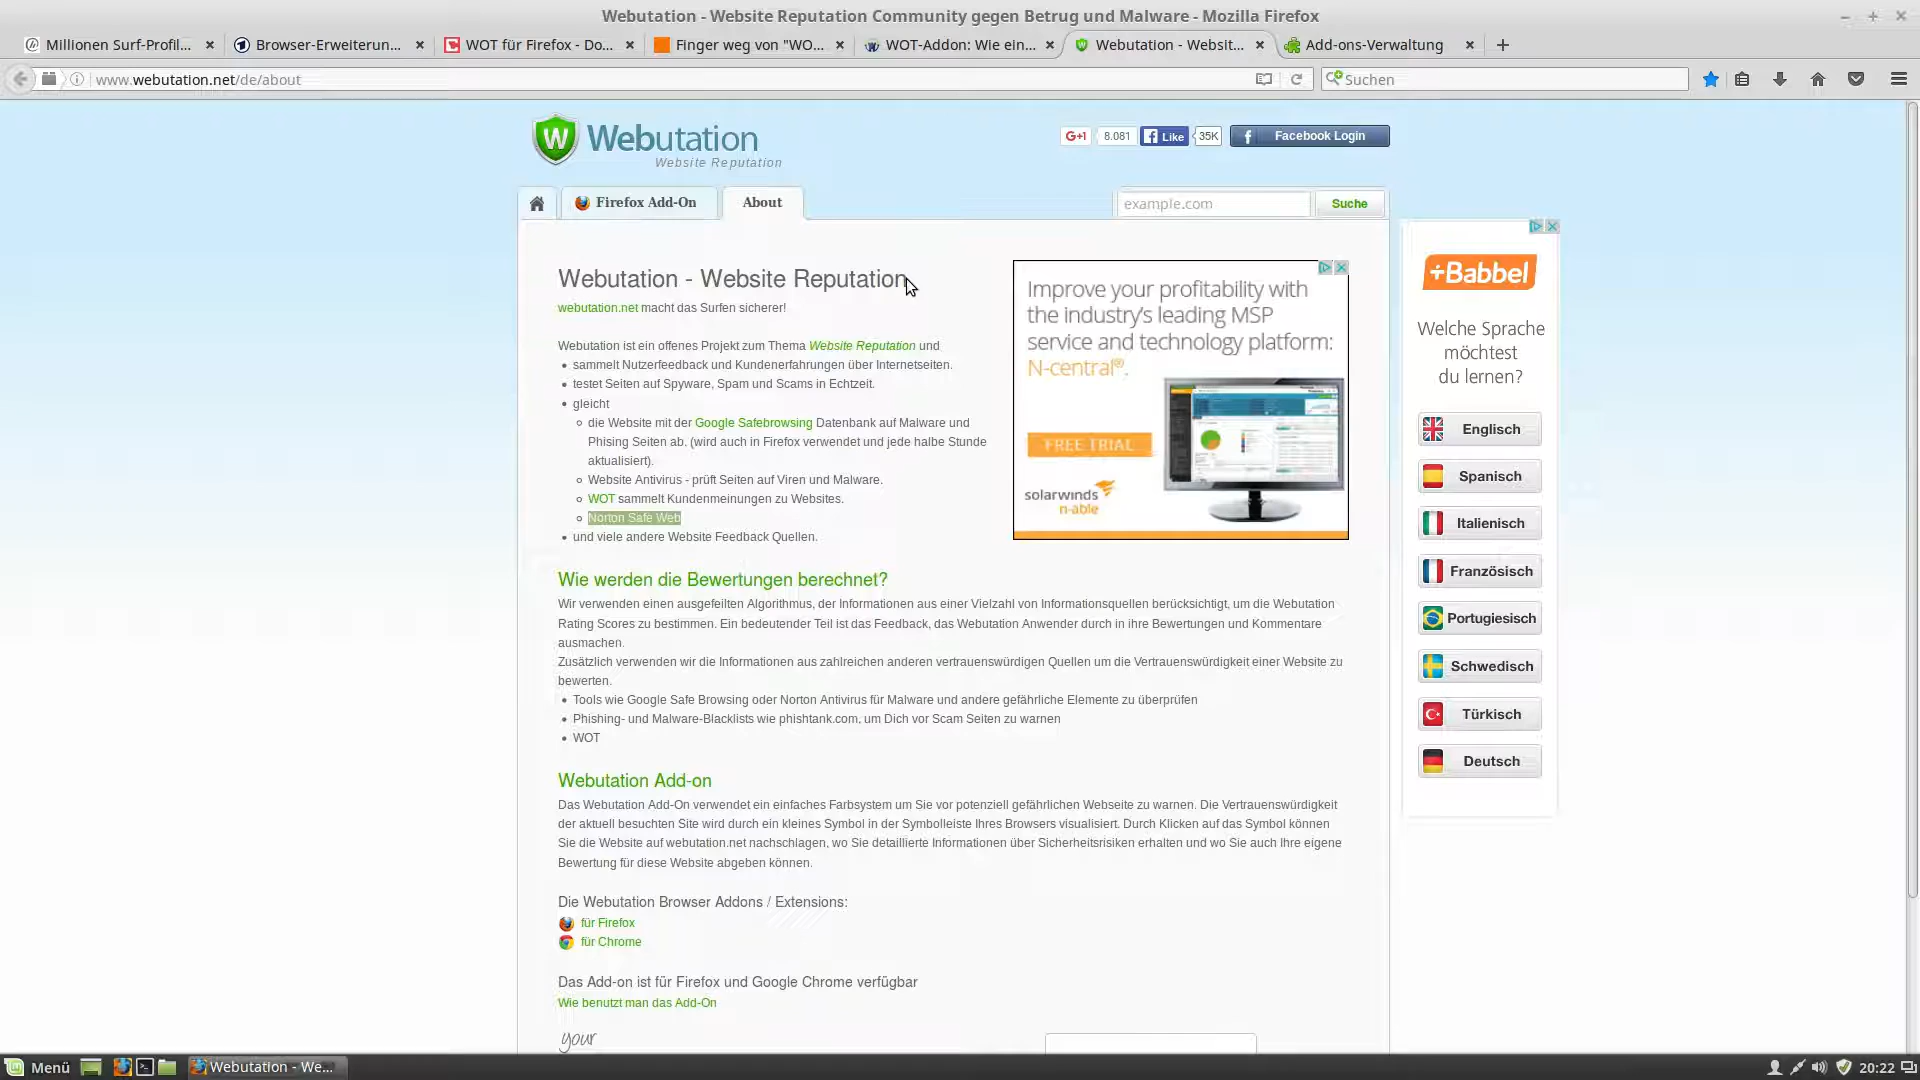 Webutation - Website Reputation Community gegen Betrug und Malware - Mozilla Firefox
Millionen Surf-Profil...
Browser-Erweiterun...
WOT für Firefox - Do...
Finger weg von "WO...
WOT-Addon: Wie ein...
Webutation - Websit...
Add-ons-Verwaltung
www.webutation.net/de/about
Suchen
W Webutation
Website Reputation
G+1
8.081
Like
35K
Facebook Login
Firefox Add-On
About
example.com
Suche
Webutation - Website Reputation
webutation.net macht das Surfen sicherer!
Webutation ist ein offenes Projekt zum Thema Website Reputation und
sammelt Nutzerfeedback und Kundenerfahrungen über Internetseiten.
testet Seiten auf Spyware, Spam und Scams in Echtzeit.
gleicht
die Website mit der Google Safebrowsing Datenbank auf Malware und
Phising Seiten ab, (wird auch in Firefox verwendet und jede halbe Stunde
aktualisiert).
Website Antivirus - prüft Seiten auf Viren und Malware.
WOT sammelt Kundenmeinungen zu Websites.
Norton Safe Web
und viele andere Website Feedback Quellen.
Improve your profitability with
the industry's leading MSP
service and technology platform:
N-central®.
FREE TRIAL
solarwinds
n-able
+Babbel
Welche Sprache
möchtest
du lernen?
Englisch
Spanisch
Italienisch
Französisch
Portugiesisch
Schwedisch
Türkisch
Deutsch
Wie werden die Bewertungen berechnet?
Wir verwenden einen ausgefeilten Algorithmus, der Informationen aus einer Vielzahl von Informationsquellen berücksichtigt, um die Webutation
Rating Scores zu bestimmen. Ein bedeutender Teil ist das Feedback, das Webutation Anwender durch in ihre Bewertungen und Kommentare
ausmachen.
Zusätzlich verwenden wir die Informationen aus zahlreichen anderen vertrauenswürdigen Quellen um die Vertrauenswürdigkeit einer Website zu
bewerten.
Tools wie Google Safe Browsing oder Norton Antivirus für Malware und andere gefährliche Elemente zu überprüfen
Phishing- und Malware-Blacklists wie phishtank.com, um Dich vor Scam Seiten zu warnen
WOT
Webutation Add-on
Das Webutation Add-On verwendet ein einfaches Farbsystem um Sie vor potenziell gefährlichen Webseite zu warnen. Die Vertrauenswürdigkeit
der aktuell besuchten Site wird durch ein kleines Symbol in der Symbolleiste Ihres Browsers visualisiert. Durch Klicken auf das Symbol können
Sie die Website auf webutation.net nachschlagen, wo Sie detaillierte Informationen über Sicherheitsrisiken erhalten und wo Sie auch Ihre eigene
Bewertung für diese Website abgeben können.
Die Webutation Browser Addons / Extensions:
für Firefox
für Chrome
Das Add-on ist für Firefox und Google Chrome verfügbar
Wie benutzt man das Add-On
your
Menü
Webutation - We...
20:22